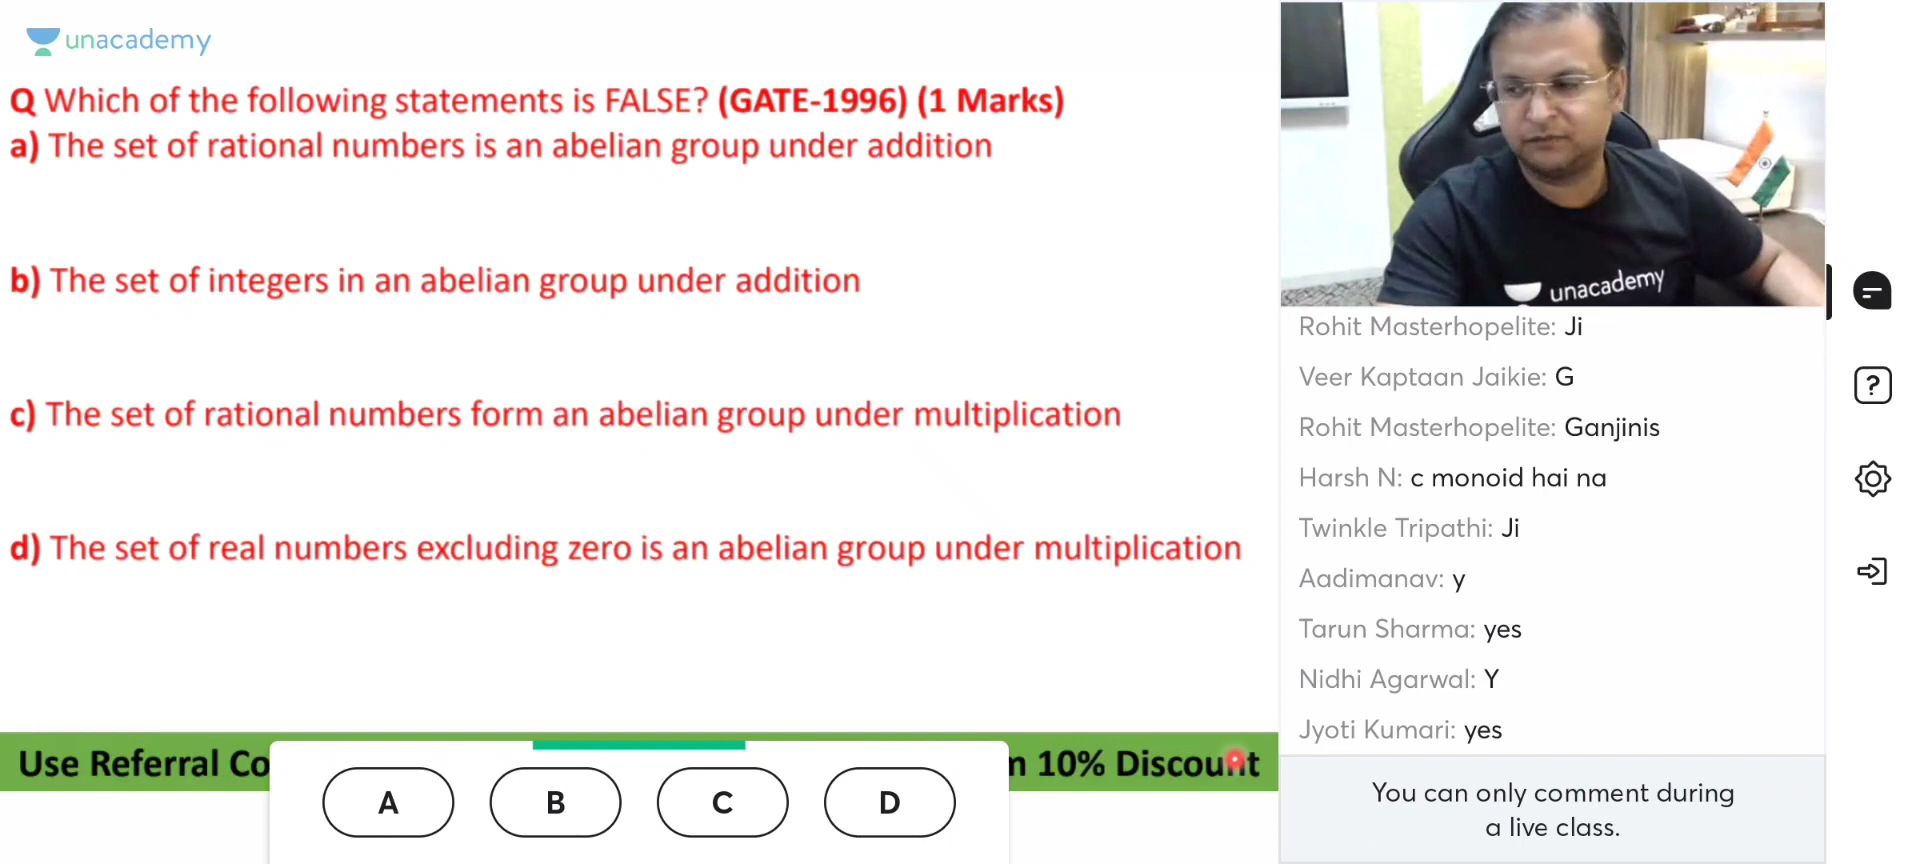 unacademy
Q Which of the following statements is FALSE? (GATE-1996) (1 Marks)
a) The set of rational numbers is an abelian group under addition
b) The set of integers in an abelian group under addition
c) The set of rational numbers form an abelian group under multiplication
d) The set of real numbers excluding zero is an abelian group under multiplication
Use Referral Co
10% Discount
A
B
C
D
unacademy
Rohit Masterhopelite: Ji
Veer Kaptaan Jaikie: G
Rohit Masterhopelite: Ganjinis
Harsh N: c monoid hai na
Twinkle Tripathi: Ji
Aadimanav: y
Tarun Sharma: yes
Nidhi Agarwal: Y
Jyoti Kumari: yes
You can only comment during
a live class.
?